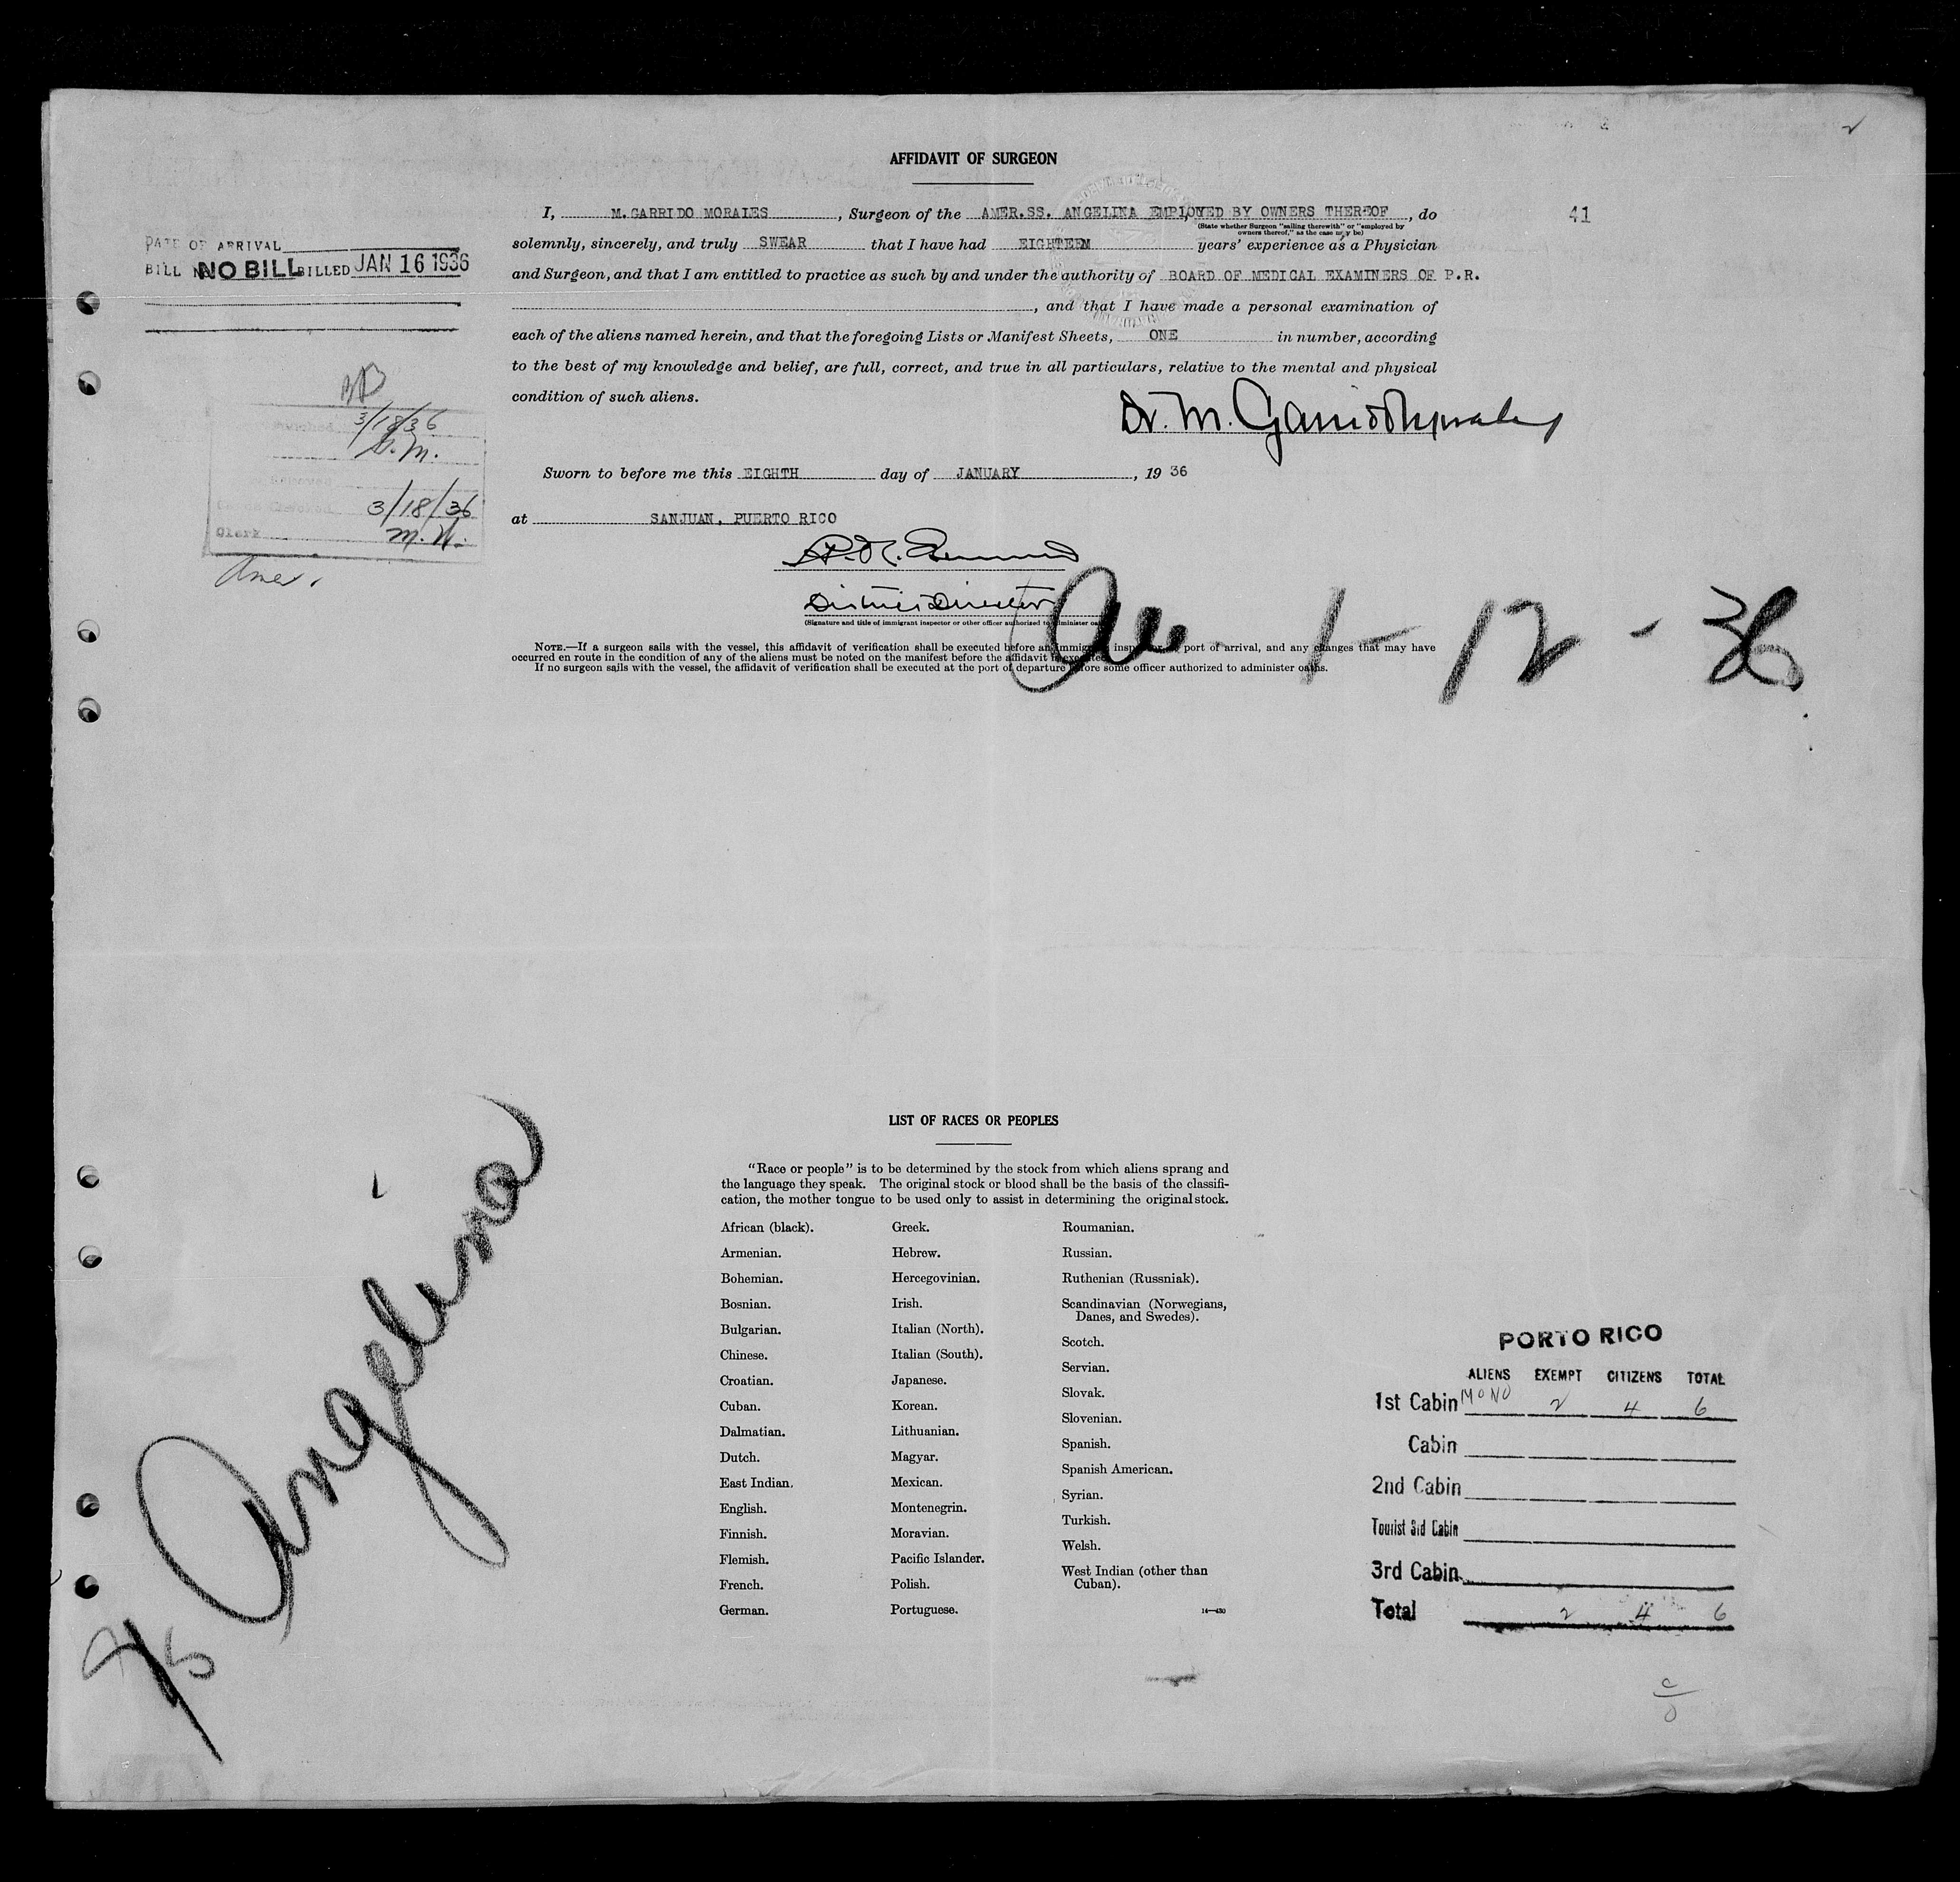 AFFIDAVIT OF SURGEON
I, M. GARRIDO MORALES, Surgeon of the AMER.SS. ANGELINA EMPLOYED BY OWNERS THEREOF, do
41
(State whether Surgeon "sailing therewith" or "employed by
owners thereof," as the case may be)
solemnly, sincerely, and truly SWEAR that I have had EIGHTEEN years' experience as a Physician
and Surgeon, and that I am entitled to practice as such by and under the authority of BOARD OF MEDICAL EXAMINERS OF P.R.
, and that I have made a personal examination of
each of the aliens named herein, and that the foregoing Lists or Manifest Sheets, ONE in number, according
to the best of my knowledge and belief, are full, correct, and true in all particulars, relative to the mental and physical
condition of such aliens.
Dr. M. Garrido Morales
Sworn to before me this EIGHTH day of JANUARY, 1936
at SANJUAN, PUERTO RICO
District Director
(Signature and title of immigrant inspector or other officer authorized to administer oaths)
NOTE.—If a surgeon sails with the vessel, this affidavit of verification shall be executed before an immigrant inspector at port of arrival, and any changes that may have
occurred en route in the condition of any of the aliens must be noted on the manifest before the affidavit is executed.
If no surgeon sails with the vessel, the affidavit of verification shall be executed at the port of departure before some officer authorized to administer oaths.
1-12-36
DATE OF ARRIVAL
BILL NO BILL BILLED JAN 16 1936
3/18/36
3/18/36
Clerk M.W.
Angelina
LIST OF RACES OR PEOPLES
"Race or people" is to be determined by the stock from which aliens sprang and
the language they speak. The original stock or blood shall be the basis of the classifi-
cation, the mother tongue to be used only to assist in determining the original stock.
African (black).
Armenian.
Bohemian.
Bosnian.
Bulgarian.
Chinese.
Croatian.
Cuban.
Dalmatian.
Dutch.
East Indian.
English.
Finnish.
Flemish.
French.
German.
Greek.
Hebrew.
Hercegovinian.
Irish.
Italian (North).
Italian (South).
Japanese.
Korean.
Lithuanian.
Magyar.
Mexican.
Montenegrin.
Moravian.
Pacific Islander.
Polish.
Portuguese.
Roumanian.
Russian.
Ruthenian (Russniak).
Scandinavian (Norwegians,
Danes, and Swedes).
Scotch.
Servian.
Slovak.
Slovenian.
Spanish.
Spanish American.
Syrian.
Turkish.
Welsh.
West Indian (other than
Cuban).
14—430
PORTO RICO
ALIENS EXEMPT CITIZENS TOTAL
1st Cabin 2 4 6
Cabin
2nd Cabin
Tourist 3rd Cabin
3rd Cabin
Total 2 4 6